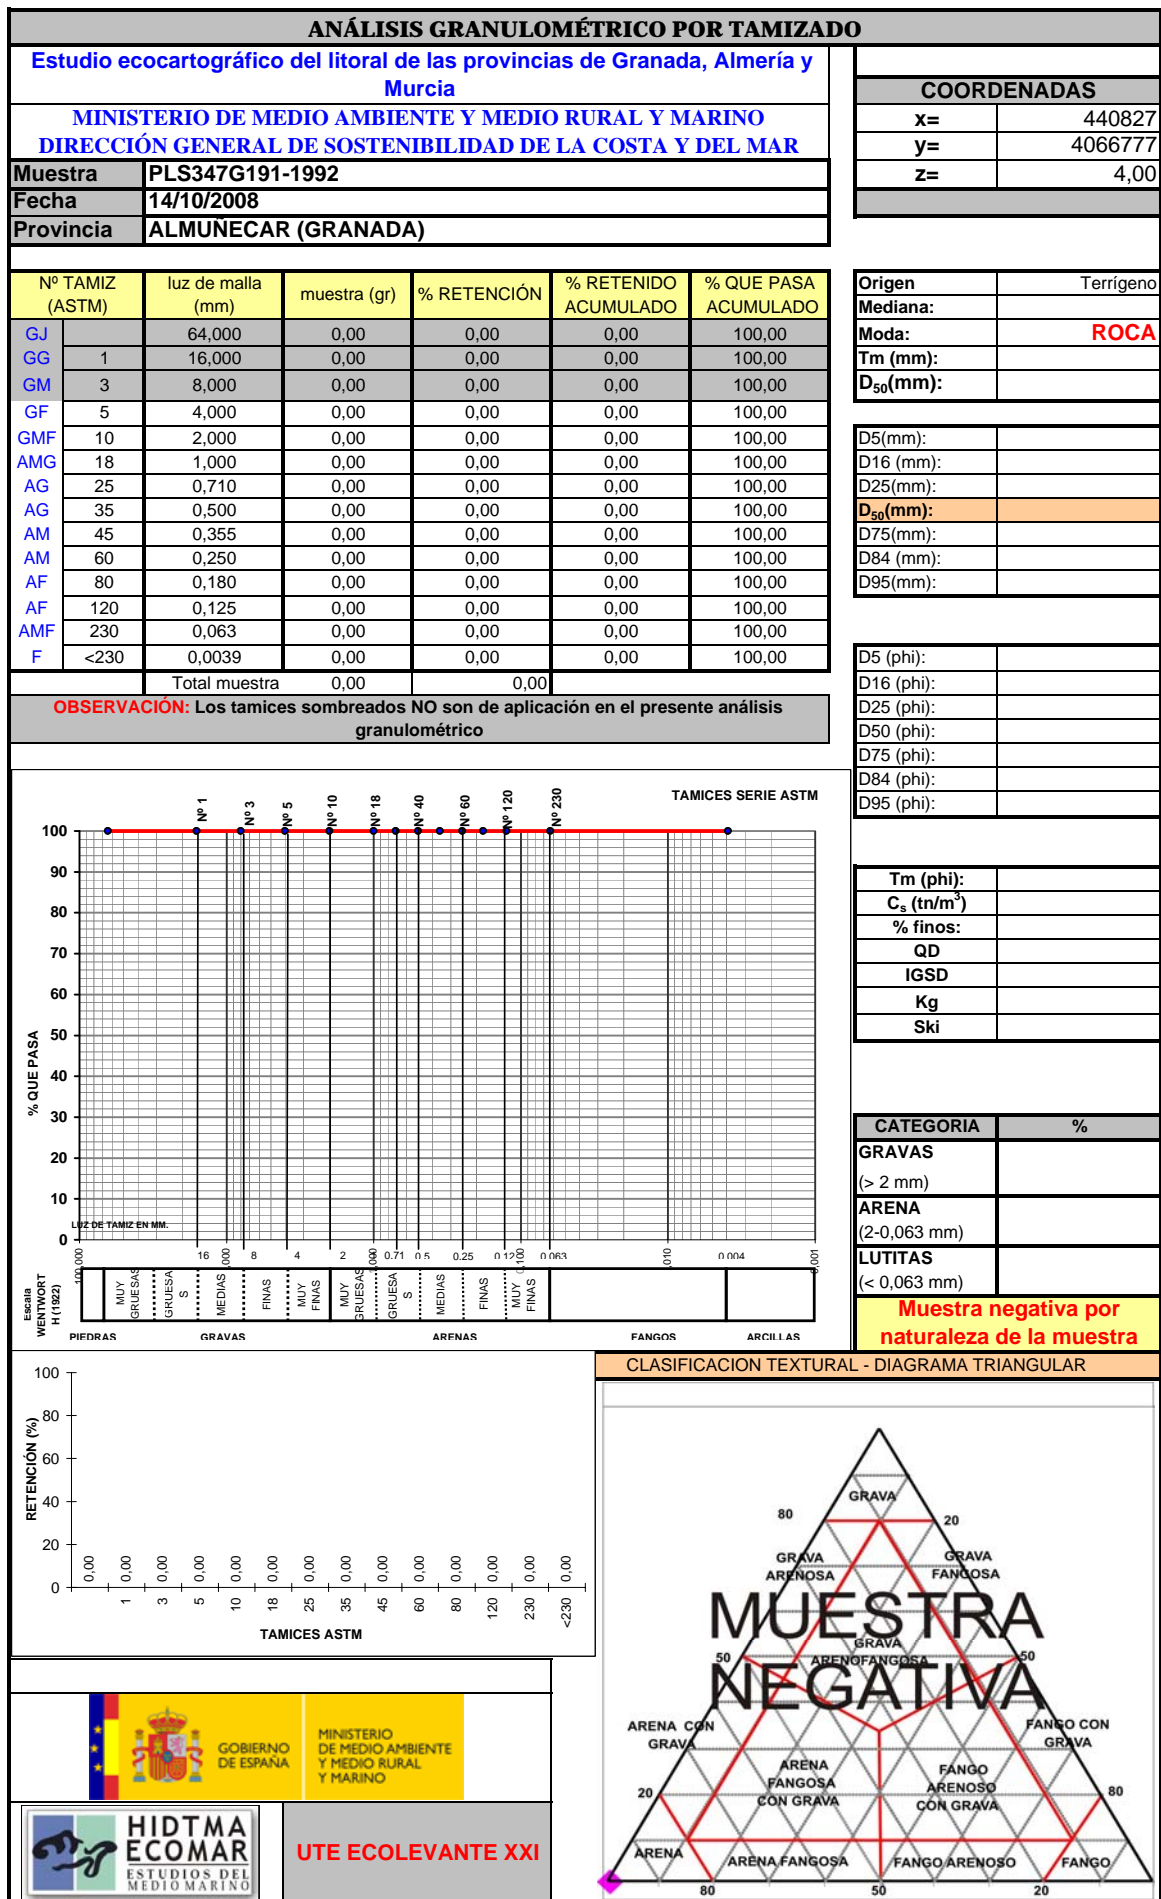 ANÁLISIS GRANULOMÉTRICO POR TAMIZADO
Estudio ecocartográfico del litoral de las provincias de Granada, Almería y
Murcia
MINISTERIO DE MEDIO AMBIENTE Y MEDIO RURAL Y MARINO
DIRECCIÓN GENERAL DE SOSTENIBILIDAD DE LA COSTA Y DEL MAR
Muestra PLS347G191-1992
Fecha 14/10/2008
Provincia ALMUÑECAR (GRANADA)
COORDENADAS
x= 440827
y= 4066777
z= 4,00
Nº TAMIZ (ASTM) luz de malla (mm) muestra (gr) % RETENCIÓN % RETENIDO ACUMULADO % QUE PASA ACUMULADO
GJ 64,000 0,00 0,00 0,00 100,00
GG 1 16,000 0,00 0,00 0,00 100,00
GM 3 8,000 0,00 0,00 0,00 100,00
GF 5 4,000 0,00 0,00 0,00 100,00
GMF 10 2,000 0,00 0,00 0,00 100,00
AMG 18 1,000 0,00 0,00 0,00 100,00
AG 25 0,710 0,00 0,00 0,00 100,00
AG 35 0,500 0,00 0,00 0,00 100,00
AM 45 0,355 0,00 0,00 0,00 100,00
AM 60 0,250 0,00 0,00 0,00 100,00
AF 80 0,180 0,00 0,00 0,00 100,00
AF 120 0,125 0,00 0,00 0,00 100,00
AMF 230 0,063 0,00 0,00 0,00 100,00
F <230 0,0039 0,00 0,00 0,00 100,00
Total muestra 0,00 0,00
OBSERVACIÓN: Los tamices sombreados NO son de aplicación en el presente análisis
granulométrico
Origen Terrígeno
Mediana:
Moda: ROCA
Tm (mm):
D50(mm):
D5(mm):
D16 (mm):
D25(mm):
D50(mm):
D75(mm):
D84 (mm):
D95(mm):
D5 (phi):
D16 (phi):
D25 (phi):
D50 (phi):
D75 (phi):
D84 (phi):
D95 (phi):
Tm (phi):
Cs (tn/m3)
% finos:
QD
IGSD
Kg
Ski
CATEGORIA %
GRAVAS
(> 2 mm)
ARENA
(2-0,063 mm)
LUTITAS
(< 0,063 mm)
Muestra negativa por
naturaleza de la muestra
TAMICES SERIE ASTM
Nº 1 Nº 3 Nº 5 Nº 10 Nº 18 Nº 40 Nº 60 Nº 120 Nº 230
% QUE PASA
100
90
80
70
60
50
40
30
20
10
0
LUZ DE TAMIZ EN MM.
16 8 4 2 0.71 0.5 0.25 0.12 0.063 0.004
100,000 0,100 0,001
Escala
WENTWORT
H (1922)
MUY GRUESAS
GRUESA S
MEDIAS
FINAS
MUY FINAS
MUY GRUESAS
GRUESA S
MEDIAS
FINAS
MUY FINAS
PIEDRAS GRAVAS ARENAS FANGOS ARCILLAS
RETENCIÓN (%)
100
80
60
40
20
0
0,00 0,00 0,00 0,00 0,00 0,00 0,00 0,00 0,00 0,00 0,00 0,00 0,00 0,00
1 3 5 10 18 25 35 45 60 80 120 230 <230
TAMICES ASTM
CLASIFICACION TEXTURAL - DIAGRAMA TRIANGULAR
GRAVA
80 20
GRAVA ARENOSA
GRAVA FANGOSA
MUESTRA
GRAVA
ARENOFANGOSA
50 50
NEGATIVA
ARENA CON
GRAVA
FANGO CON
GRAVA
ARENA
FANGOSA
CON GRAVA
FANGO
ARENOSO
CON GRAVA
20 80
ARENA
ARENA FANGOSA
FANGO ARENOSO
FANGO
80 50 20
GOBIERNO
DE ESPAÑA
MINISTERIO
DE MEDIO AMBIENTE
Y MEDIO RURAL
Y MARINO
HIDTMA
ECOMAR
ESTUDIOS DEL
MEDIO MARINO
UTE ECOLEVANTE XXI